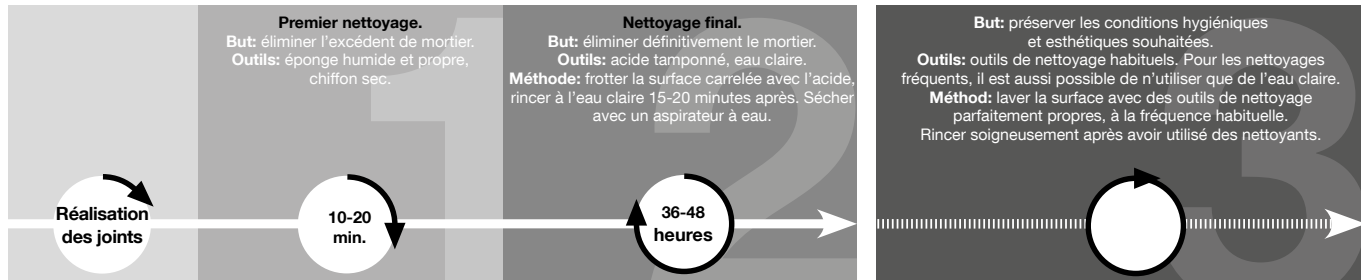 Réalisation
des joints
1
Premier nettoyage.
But: éliminer l'excédent de mortier.
Outils: éponge humide et propre,
chiffon sec.
10-20
min.
2
Nettoyage final.
But: éliminer définitivement le mortier.
Outils: acide tamponné, eau claire.
Méthode: frotter la surface carrelée avec l'acide,
rincer à l'eau claire 15-20 minutes après. Sécher
avec un aspirateur à eau.
36-48
heures
3
But: préserver les conditions hygiéniques
et esthétiques souhaitées.
Outils: outils de nettoyage habituels. Pour les nettoyages
fréquents, il est aussi possible de n'utiliser que de l'eau claire.
Méthod: laver la surface avec des outils de nettoyage
parfaitement propres, à la fréquence habituelle.
Rincer soigneusement après avoir utilisé des nettoyants.